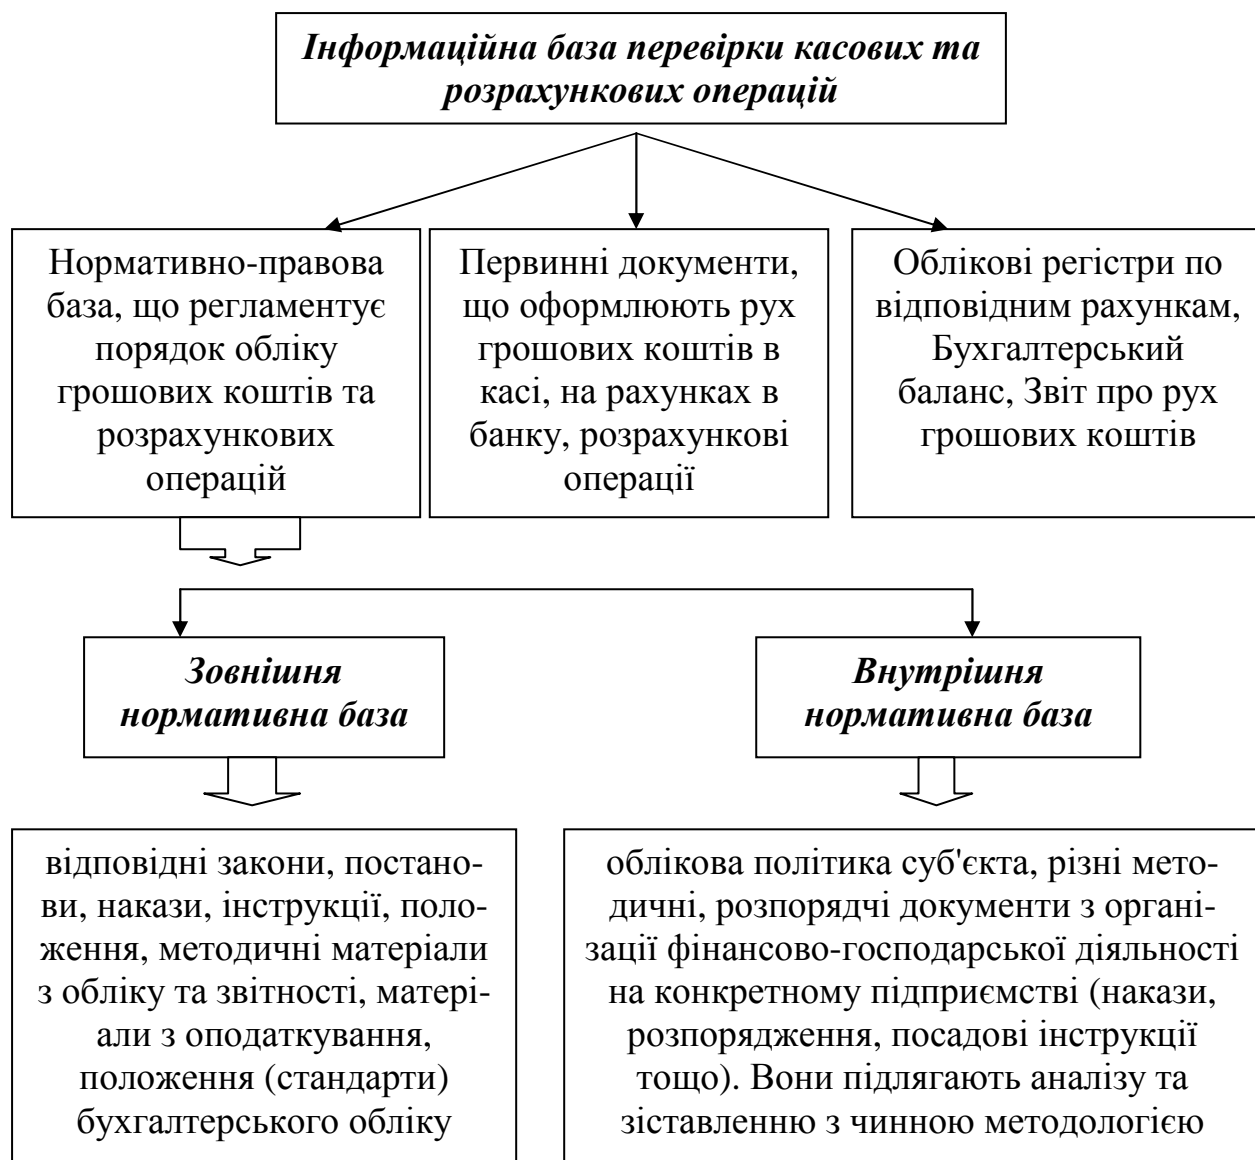 Інформаційна база перевірки касових та
розрахункових операцій
Нормативно-правова
база, що регламентує
порядок обліку
грошових коштів та
розрахункових
операцій
Первинні документи,
що оформлюють рух
грошових коштів в
касі, на рахунках в
банку, розрахункові
операції
Облікові регістри по
відповідним рахункам,
Бухгалтерський
баланс, Звіт про рух
грошових коштів
Зовнішня
нормативна база
Внутрішня
нормативна база
відповідні закони, постано-
ви, накази, інструкції, поло-
ження, методичні матеріали
з обліку та звітності, матері-
али з оподаткування,
положення (стандарти)
бухгалтерського обліку
облікова політика суб'єкта, різні мето-
дичні, розпорядчі документи з органі-
зації фінансово-господарської діяльності
на конкретному підприємстві (накази,
розпорядження, посадові інструкції
тощо). Вони підлягають аналізу та
зіставленню з чинною методологією